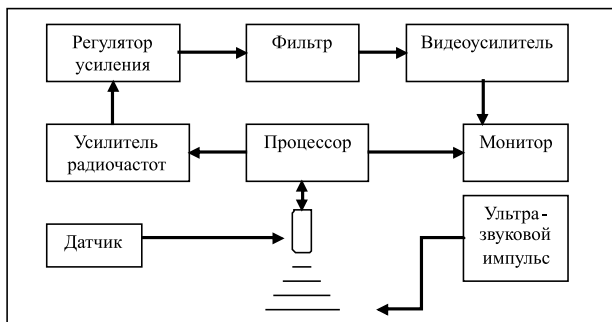 Регулятор
усиления
Фильтр
Видеоусилитель
Усилитель
радиочастот
Процессор
Монитор
Датчик
Ультра-
звуковой
импульс